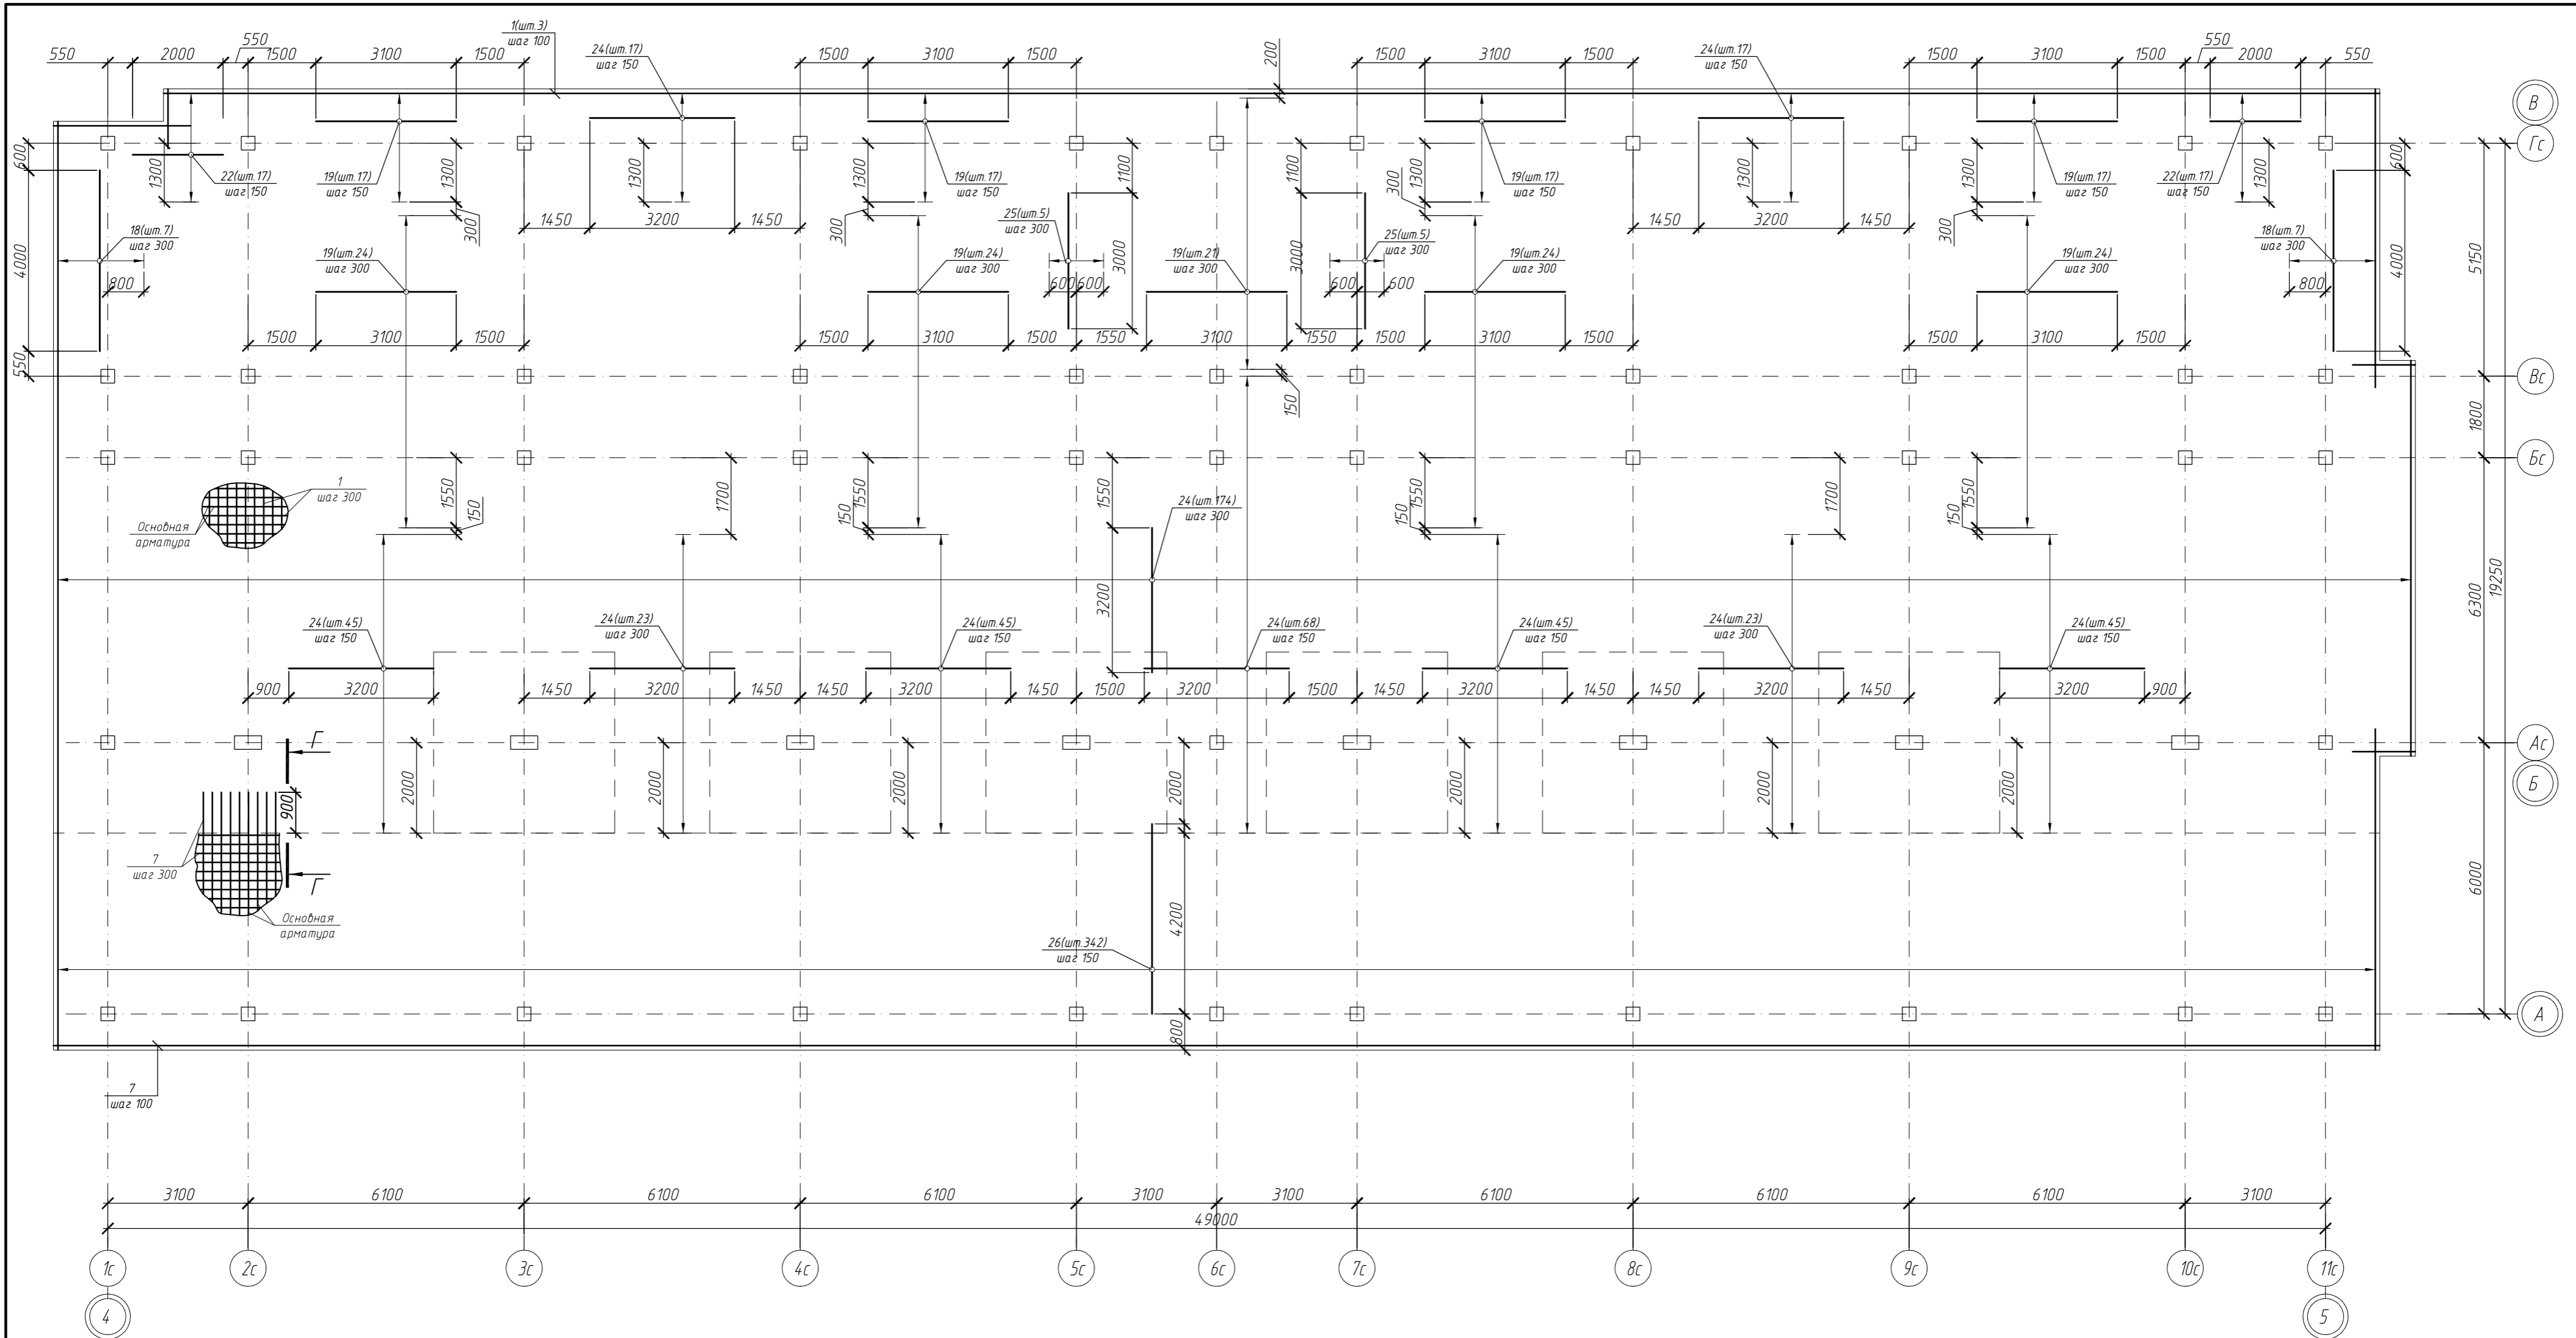 1(шт.3)
шаг 100
550 2000 550 1500 3100 1500
24(шт.17)
шаг 150
1500 3100 1500
200
1500 3100 1500
24(шт.17)
шаг 150
1500 3100 1500 550 2000 550
В
Гс
600 1300 1300 1300 1300 1100 1100 1300 1300 1300 1300 600
22(шт.17)
шаг 150
19(шт.17)
шаг 150
19(шт.17)
шаг 150
19(шт.17)
шаг 150
19(шт.17)
шаг 150
22(шт.17)
шаг 150
300 300 300 300
1450 3200 1450
1450 3200 1450
18(шт.7)
шаг 300
25(шт.5)
шаг 300
25(шт.5)
шаг 300
18(шт.7)
шаг 300
4000 3000 3000 4000 5150
19(шт.24)
шаг 300
19(шт.24)
шаг 300
19(шт.21)
шаг 300
19(шт.24)
шаг 300
19(шт.24)
шаг 300
800 600 600 600 600 800
1500 3100 1500
1500 3100 1500 1550 3100 1550 1500 3100 1500
1500 3100 1500
550
150
Вс
1800
Бс
1
шаг 300
Основная
арматура
1550 150 1700 150 1550 1550 150 1550 1700 150 1550
24(шт.174)
шаг 300
3200
6300
19250
24(шт.45)
шаг 150
24(шт.23)
шаг 300
24(шт.45)
шаг 150
24(шт.68)
шаг 150
24(шт.45)
шаг 150
24(шт.23)
шаг 300
24(шт.45)
шаг 150
900 3200 1450 3200 1450 1450 3200 1450 1500 3200 1500 1450 3200 1450 1450 3200 1450 3200 900
Г
Ас
Б
2000 2000 2000 2000 2000 2000 2000
900
7
шаг 300
Г
Основная
арматура
4200
6000
26(шт.342)
шаг 150
800
А
7
шаг 100
3100 6100 6100 6100 3100 3100 6100 6100 6100 3100
49000
1с 2с 3с 4с 5с 6с 7с 8с 9с 10с 11с
4 5